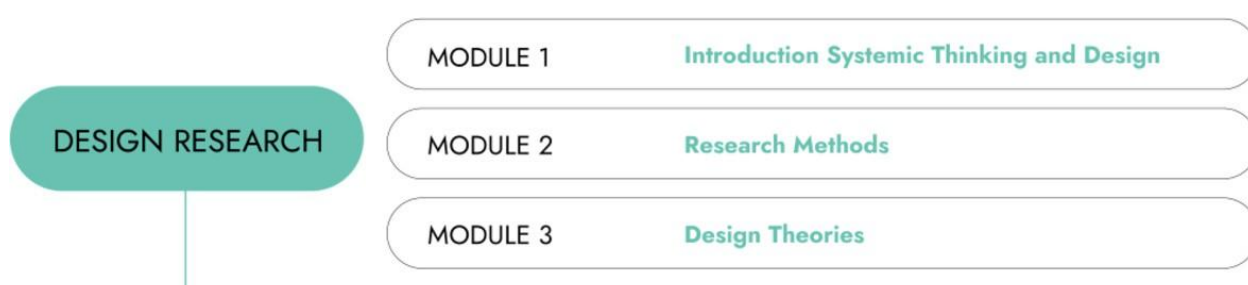 DESIGN RESEARCH
MODULE 1 Introduction Systemic Thinking and Design
MODULE 2 Research Methods
MODULE 3 Design Theories